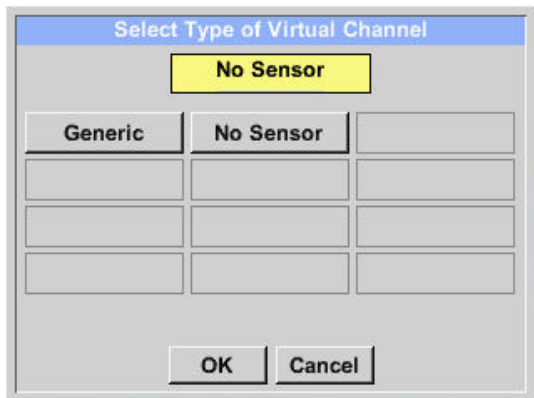 Select Type of Virtual Channel
No Sensor
Generic No Sensor
OK Cancel